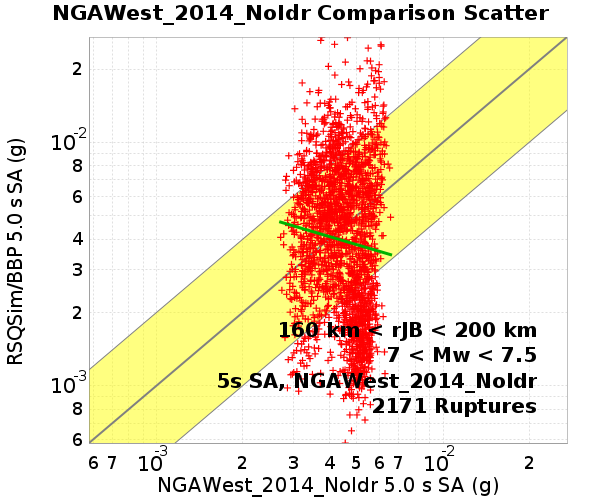 NGAWest_2014_NoIdr Comparison Scatter
RSQSim/BBP 5.0 s SA (g)
2
10-2
8
6
4
3
2
10-3
8
6
160 km < rJB < 200 km
7 < Mw < 7.5
5s SA, NGAWest_2014_NoIdr
2171 Ruptures
6 7 10-3 2 3 4 5 6 7 10-2 2
NGAWest_2014_NoIdr 5.0 s SA (g)